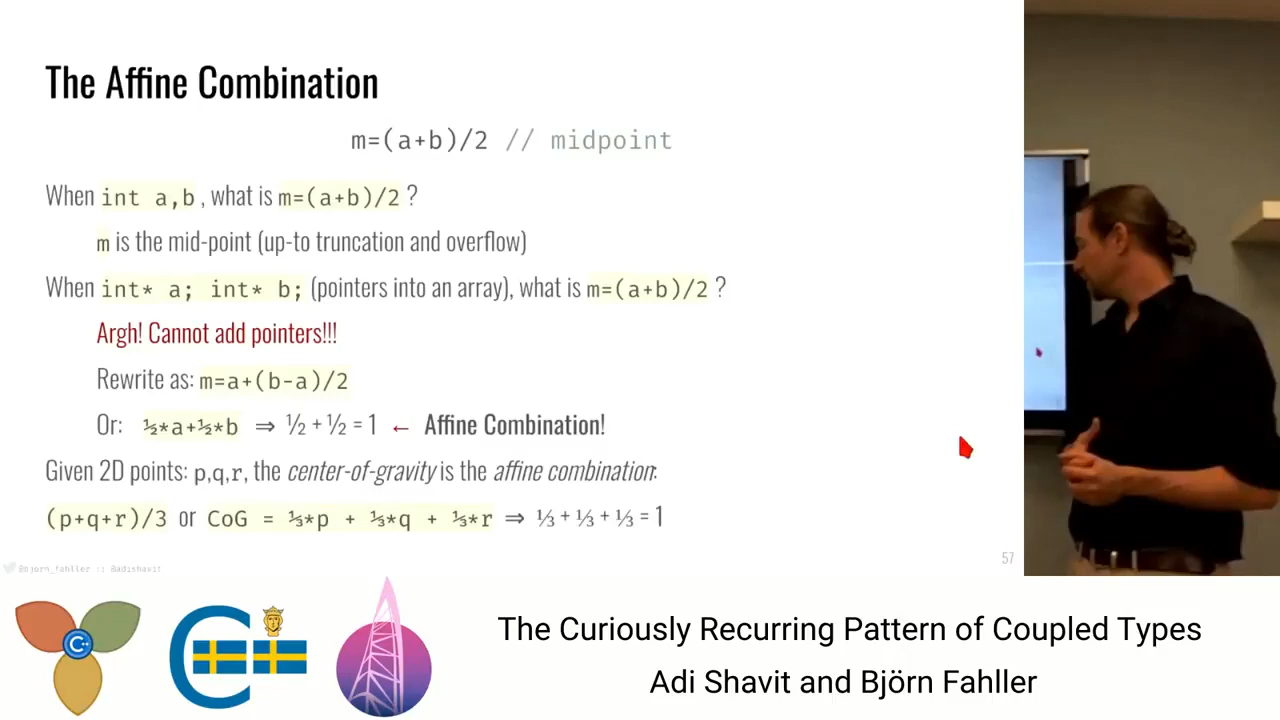 The Affine Combination
m=(a+b)/2 // midpoint
When int a,b , what is m=(a+b)/2 ?
m is the mid-point (up-to truncation and overflow)
When int* a; int* b; (pointers into an array), what is m=(a+b)/2 ?
Argh! Cannot add pointers!!!
Rewrite as: m=a+(b-a)/2
Or: ½*a+½*b ⇒ ½ + ½ = 1 ← Affine Combination!
Given 2D points: p,q,r, the center-of-gravity is the affine combination:
(p+q+r)/3 or CoG = ⅓*p + ⅓*q + ⅓*r ⇒ ⅓ + ⅓ + ⅓ = 1
@bjorn_fahller :: @adishavit
57
C++
The Curiously Recurring Pattern of Coupled Types
Adi Shavit and Björn Fahller